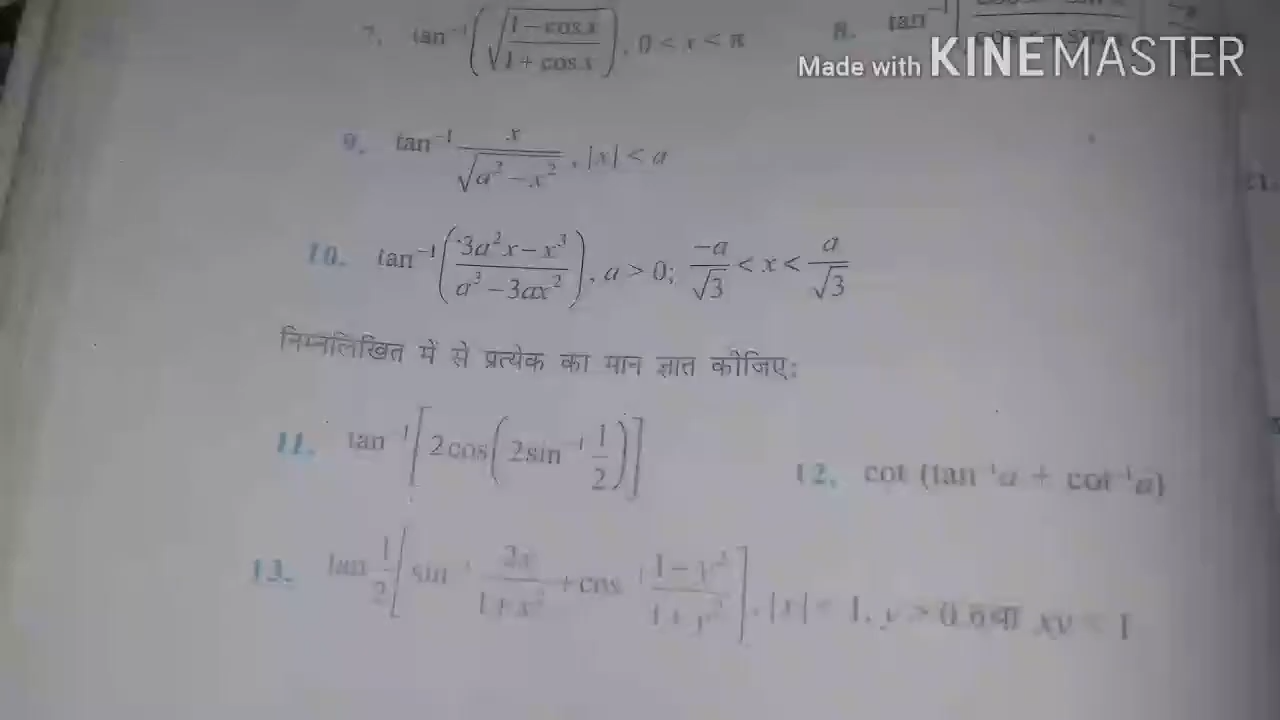 7. tan⁻¹(√((1−cos x)/(1+cos x))), 0 < x < π
8. tan⁻¹
Made with KINEMASTER
9. tan⁻¹ x/√(a²−x²), |x| < a
10. tan⁻¹((3a²x−x³)/(a³−3ax²)), a > 0; −a/√3 < x < a/√3
निम्नलिखित में से प्रत्येक का मान ज्ञात कीजिए:
11. tan⁻¹[2cos(2sin⁻¹ 1/2)]
12. cot (tan⁻¹a + cot⁻¹a)
13. tan 1/2[sin⁻¹ 2x/(1+x²) + cos⁻¹ (1−y²)/(1+y²)], |x| < 1, y > 0 तथा xy < 1